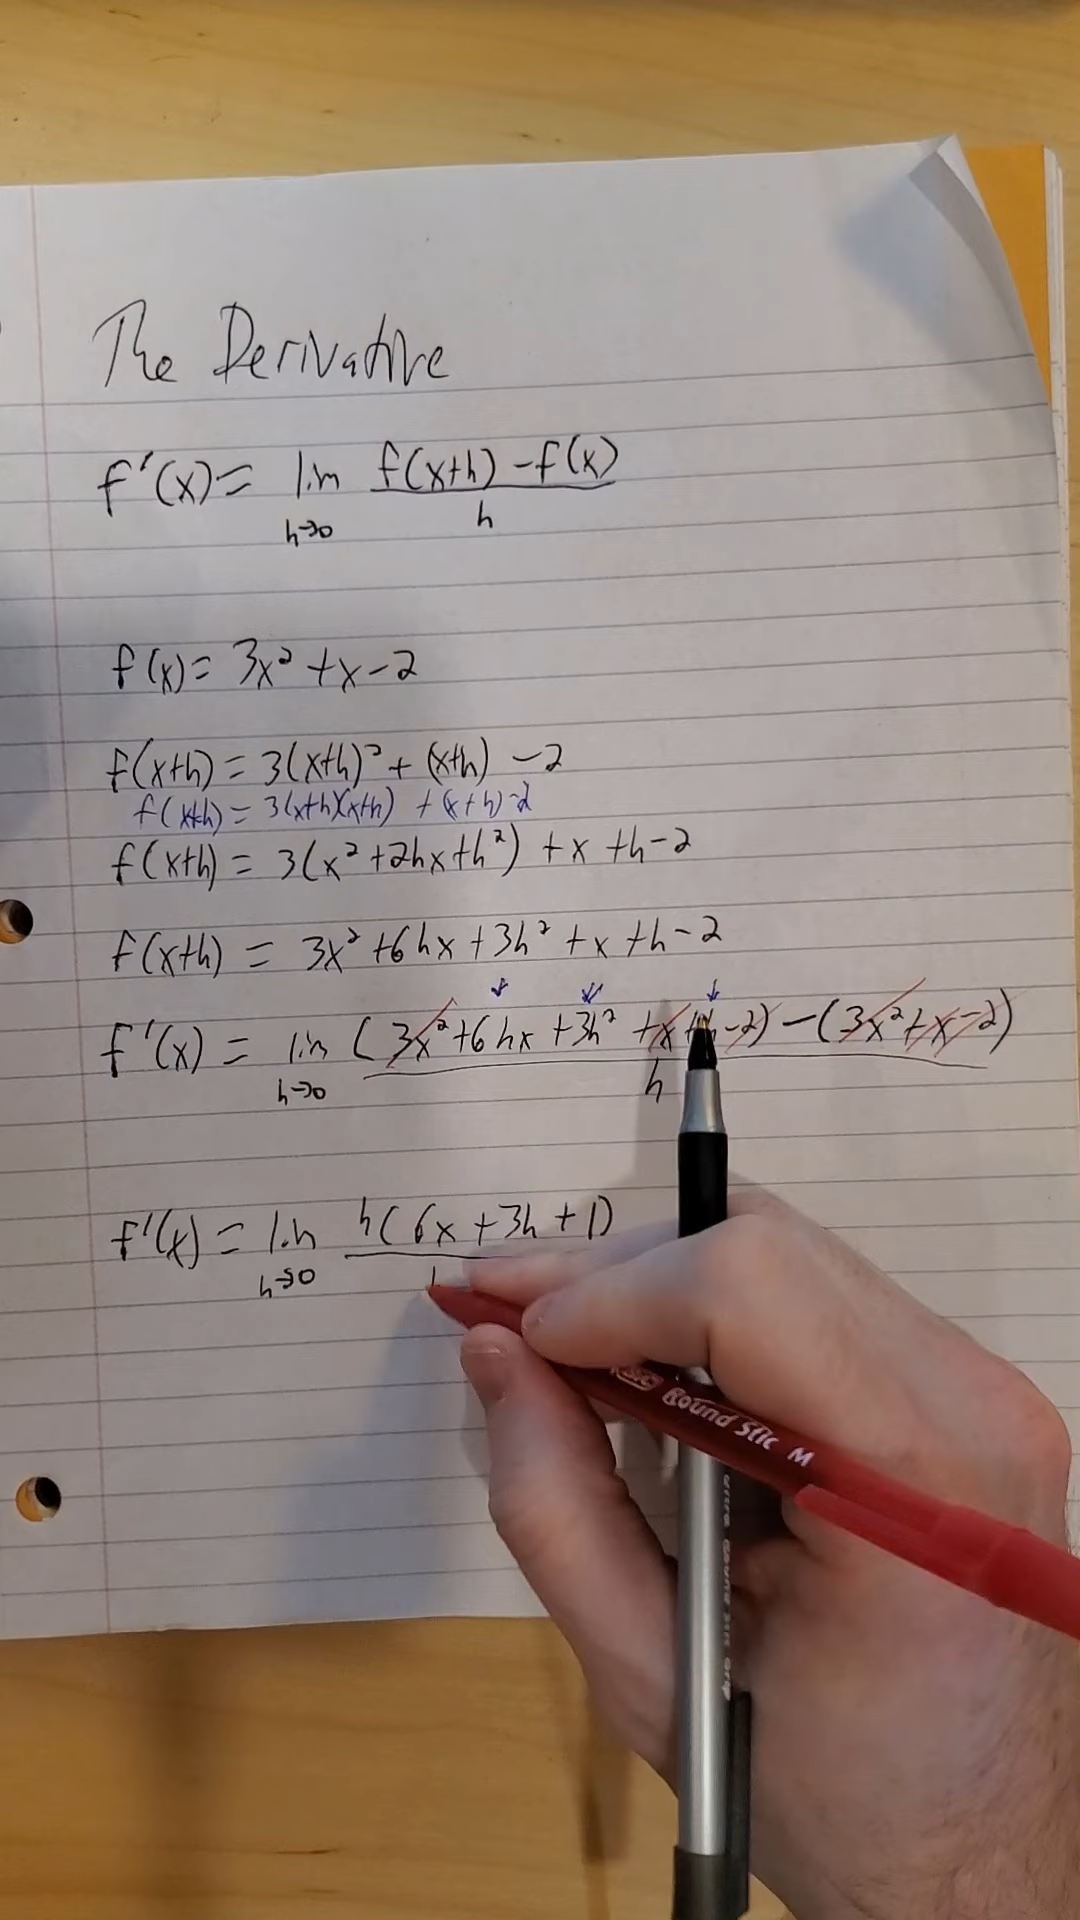 The Derivative
f'(x) = lim f(x+h) - f(x)
h→0 h
f(x) = 3x² + x - 2
f(x+h) = 3(x+h)² + (x+h) - 2
f(x+h) = 3(x+h)(x+h) + (x+h) - 2
f(x+h) = 3(x² + 2hx + h²) + x + h - 2
f(x+h) = 3x² + 6hx + 3h² + x + h - 2
f'(x) = lim (3x² + 6hx + 3h² + x + h - 2) - (3x² + x - 2)
h→0 h
f'(x) = lim h(6x + 3h + 1)
h→0
BIC Round Stic M